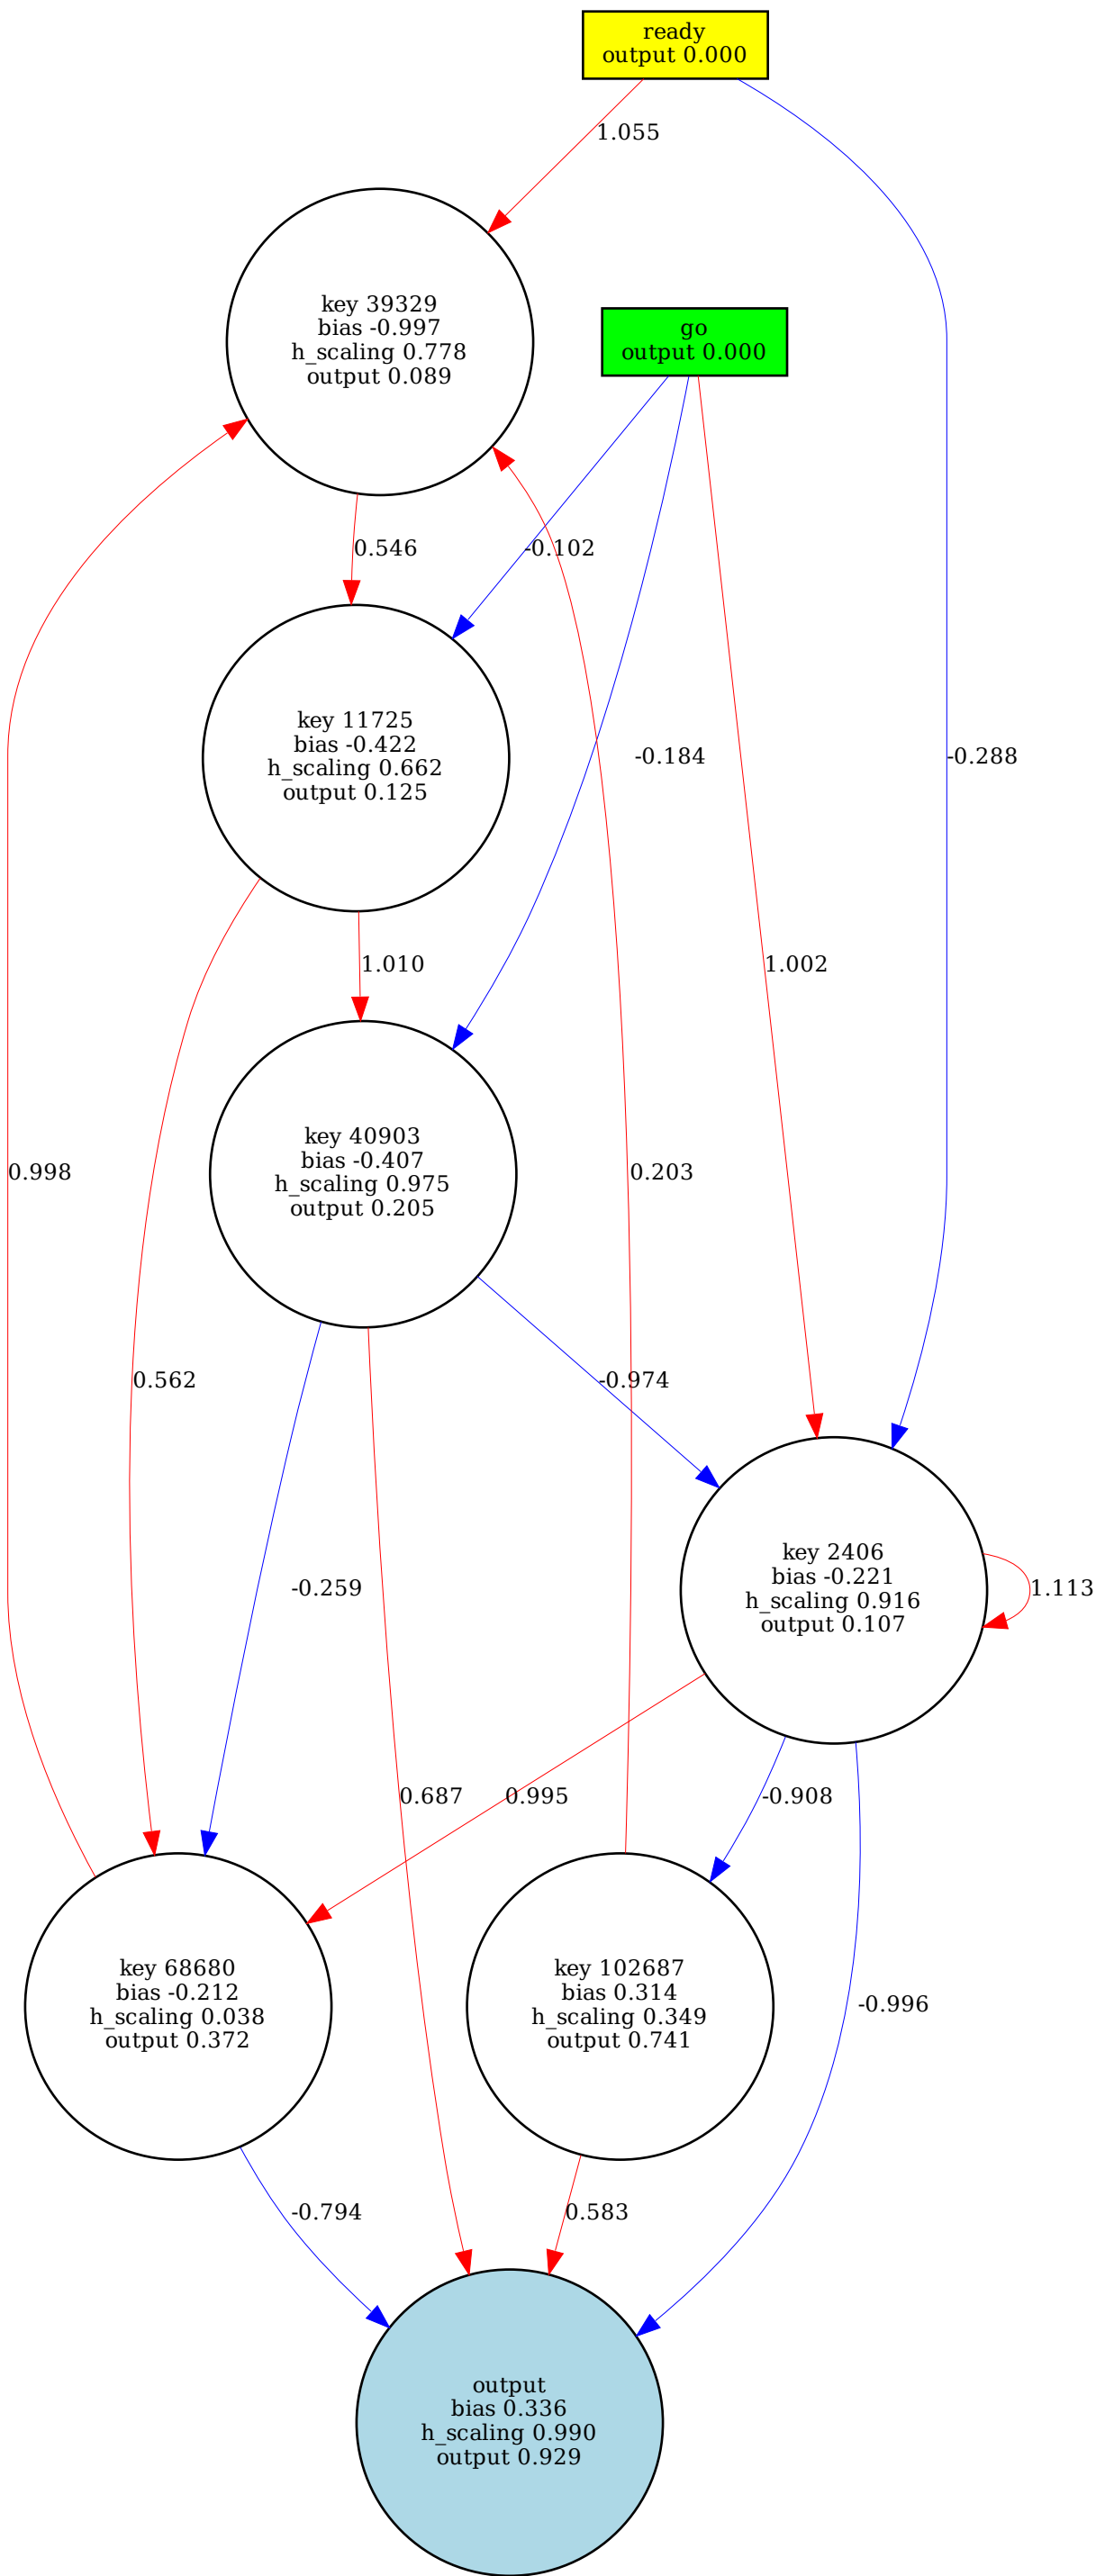 ready
output 0.000
1.055
key 39329
bias -0.997
h_scaling 0.778
output 0.089
go
output 0.000
0.546
-0.102
key 11725
bias -0.422
h_scaling 0.662
output 0.125
-0.184
-0.288
1.010
1.002
key 40903
bias -0.407
h_scaling 0.975
output 0.205
0.998
0.203
0.562
-0.974
key 2406
bias -0.221
h_scaling 0.916
output 0.107
-0.259
1.113
0.687
0.995
-0.908
key 68680
bias -0.212
h_scaling 0.038
output 0.372
key 102687
bias 0.314
h_scaling 0.349
output 0.741
-0.996
-0.794
0.583
output
bias 0.336
h_scaling 0.990
output 0.929